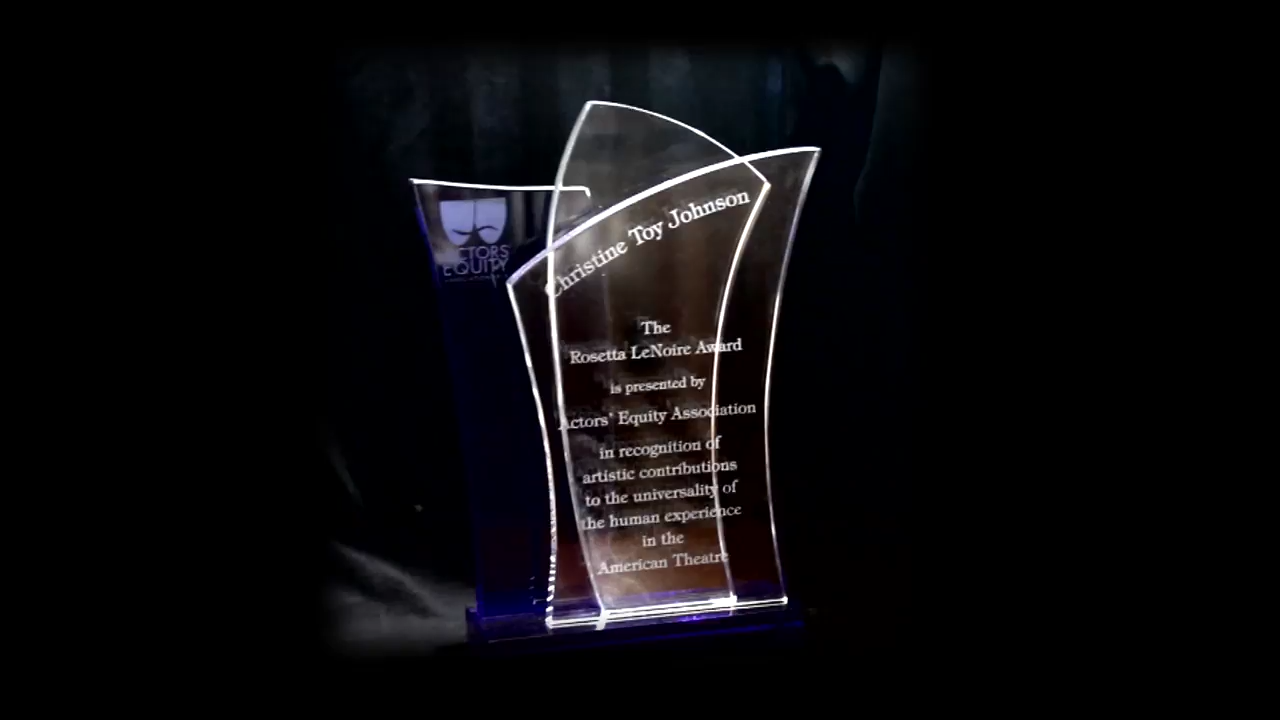 ACTORS
EQUITY
Christine Toy Johnson
The
Rosetta LeNoire Award
is presented by
Actors' Equity Association
in recognition of
artistic contributions
to the universality of
the human experience
in the
American Theatre